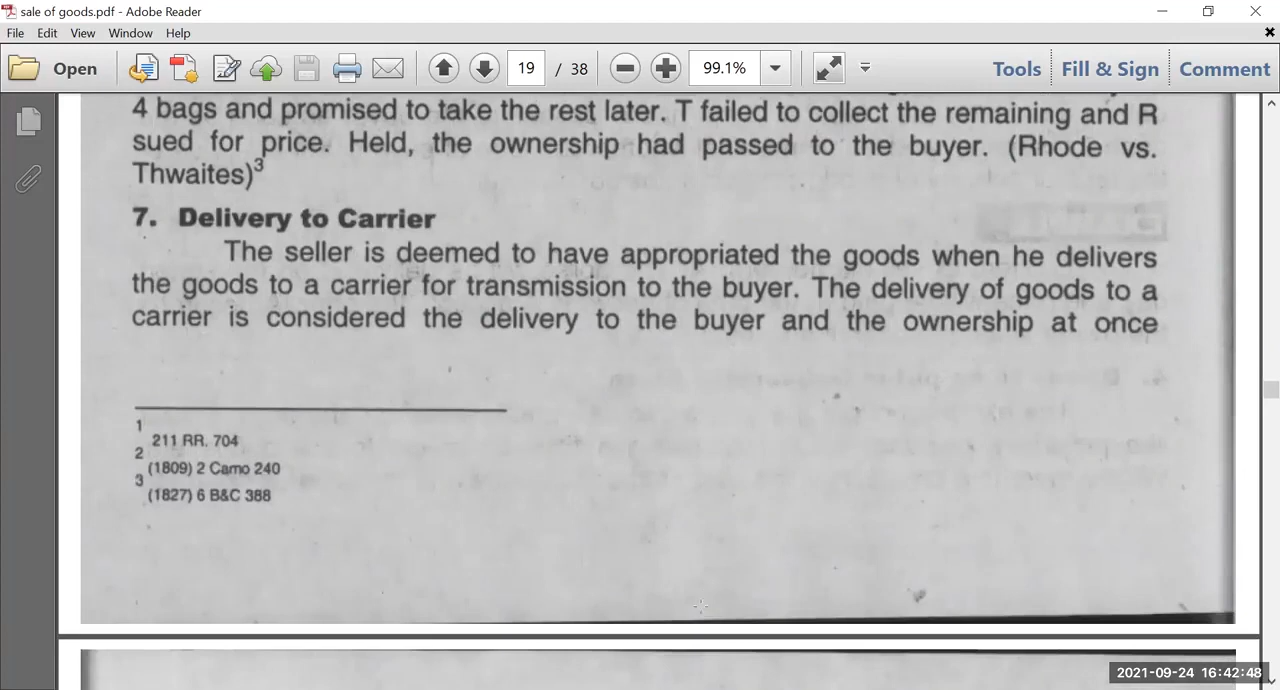 sale of goods.pdf - Adobe Reader
File Edit View Window Help
Open 19 / 38 99.1% Tools Fill & Sign Comment
4 bags and promised to take the rest later. T failed to collect the remaining and R
sued for price. Held, the ownership had passed to the buyer. (Rhode vs.
Thwaites)3
7. Delivery to Carrier
The seller is deemed to have appropriated the goods when he delivers
the goods to a carrier for transmission to the buyer. The delivery of goods to a
carrier is considered the delivery to the buyer and the ownership at once
1
211 RR. 704
2
(1809) 2 Camo 240
3
(1827) 6 B&C 388
2021-09-24 16:42:48